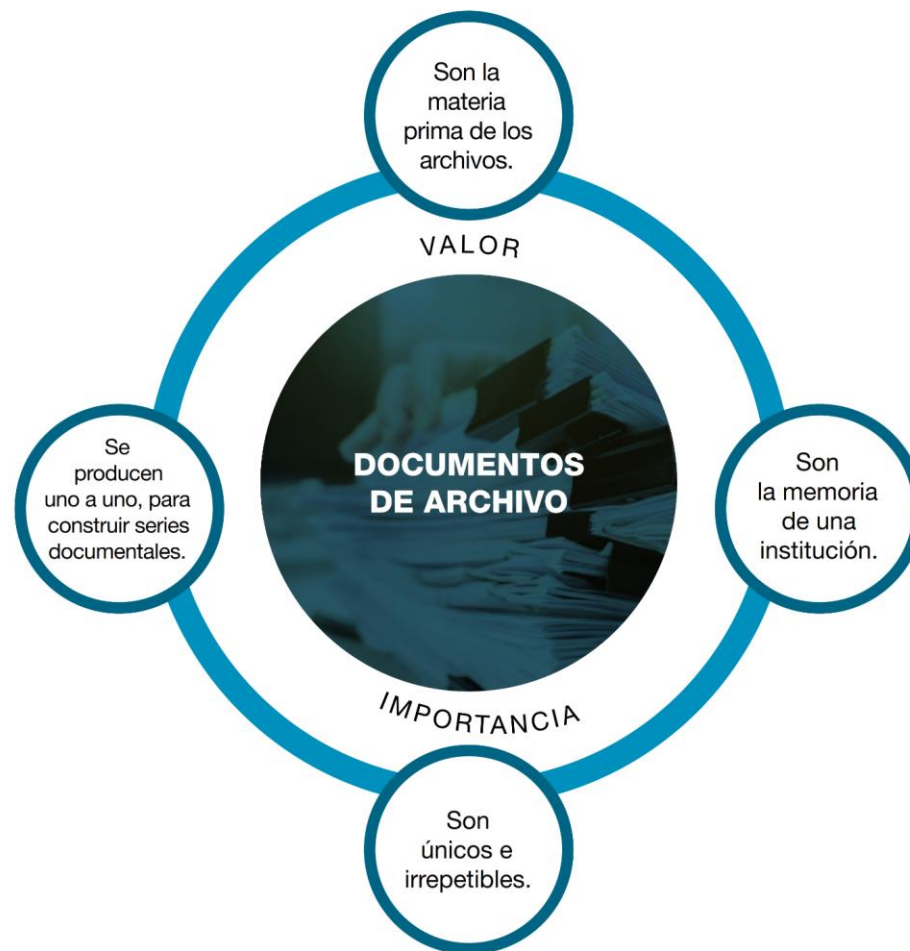 Son la
materia
prima de los
archivos.
VALOR
DOCUMENTOS
DE ARCHIVO
Se
producen
uno a uno, para
construir series
documentales.
Son
la memoria
de una
institución.
IMPORTANCIA
Son
únicos e
irrepetibles.